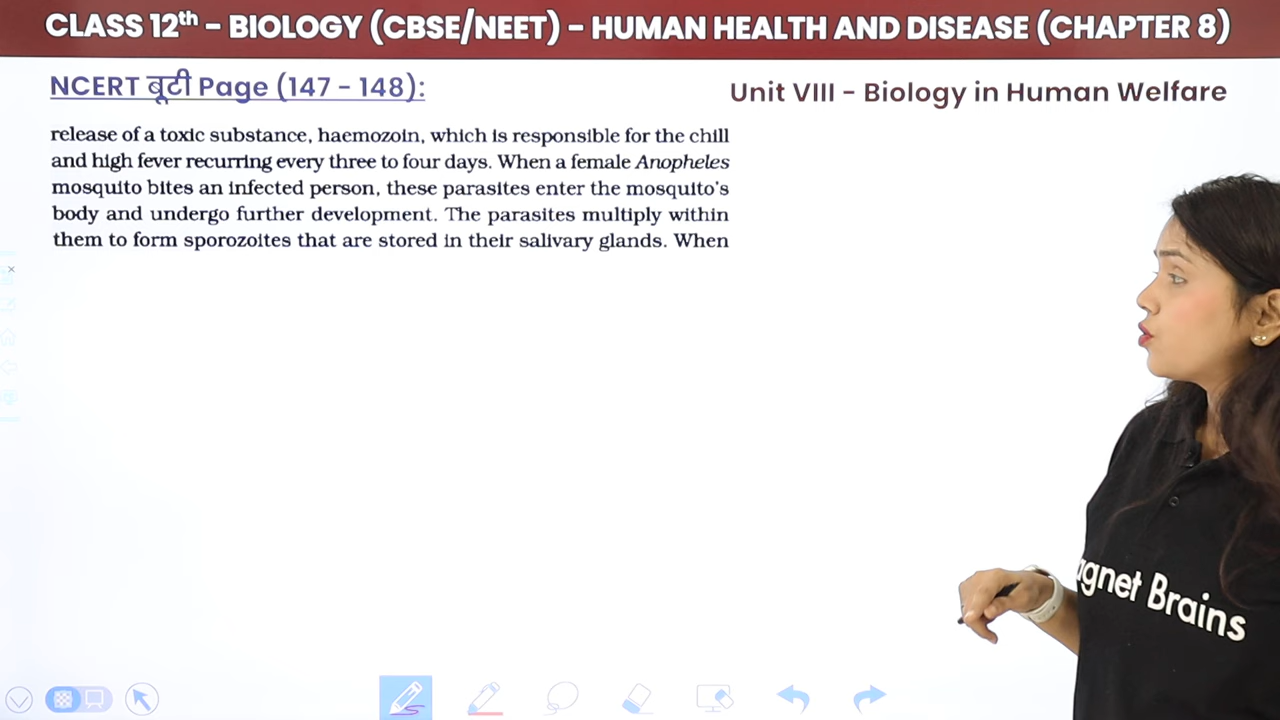 CLASS 12th – BIOLOGY (CBSE/NEET) – HUMAN HEALTH AND DISEASE (CHAPTER 8)
NCERT बूटी Page (147 – 148):
Unit VIII – Biology in Human Welfare
release of a toxic substance, haemozoin, which is responsible for the chill
and high fever recurring every three to four days. When a female Anopheles
mosquito bites an infected person, these parasites enter the mosquito's
body and undergo further development. The parasites multiply within
them to form sporozoites that are stored in their salivary glands. When
agnet Brains